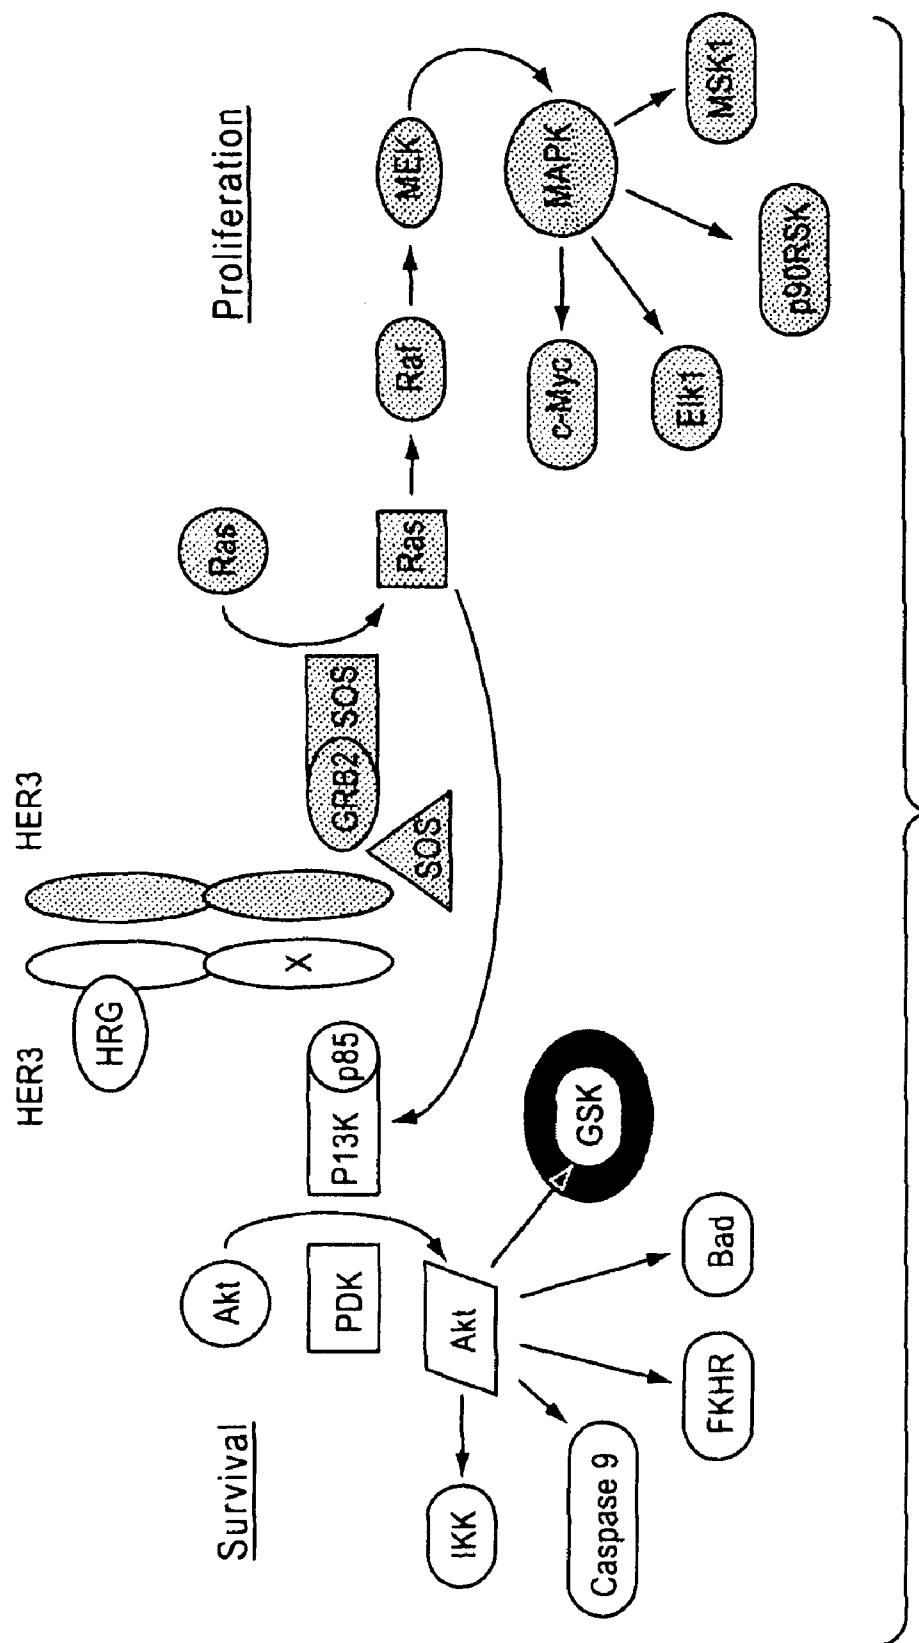 HER3
HER3
HRG
X
Survival
Proliferation
Akt
Ras
PDK
P13K
p85
GRB2
SOS
SOS
Akt
Ras
Raf
MEK
MAPK
IKK
Caspase 9
FKHR
Bad
GSK
c-Myc
Elk1
p90RSK
MSK1